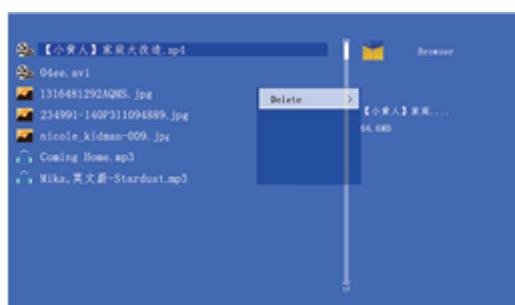 【小黄人】家庭大改造.mp4
04ee.avi
1316481292AQNS.jpg
234991-140P311094889.jpg
nicole_kidman-009.jpg
Coming Home.mp3
Mika,莫文蔚-Stardust.mp3
Browser
Delete >
【小黄人】家庭....
64.6MB